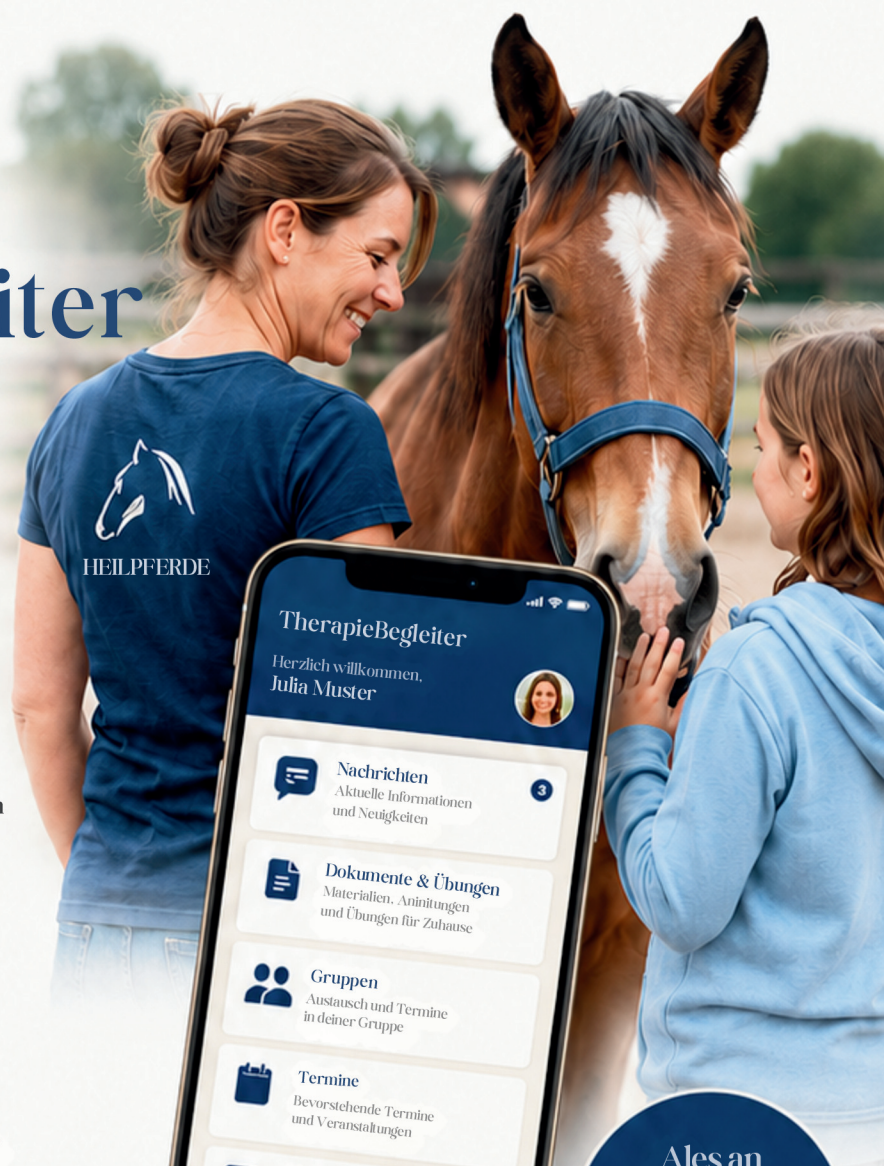 iter
HEILPFERDE
TherapieBegleiter
Herzlich willkommen,
Julia Muster
Nachrichten
3
Aktuelle Informationen
und Neuigkeiten
Dokumente & Übungen
Materialien, Aninitungen
und Übungen für Zuhause
Gruppen
Austausch und Termine
in deiner Gruppe
Termine
Bevorstehende Termine
und Veranstaltungen
Ales an